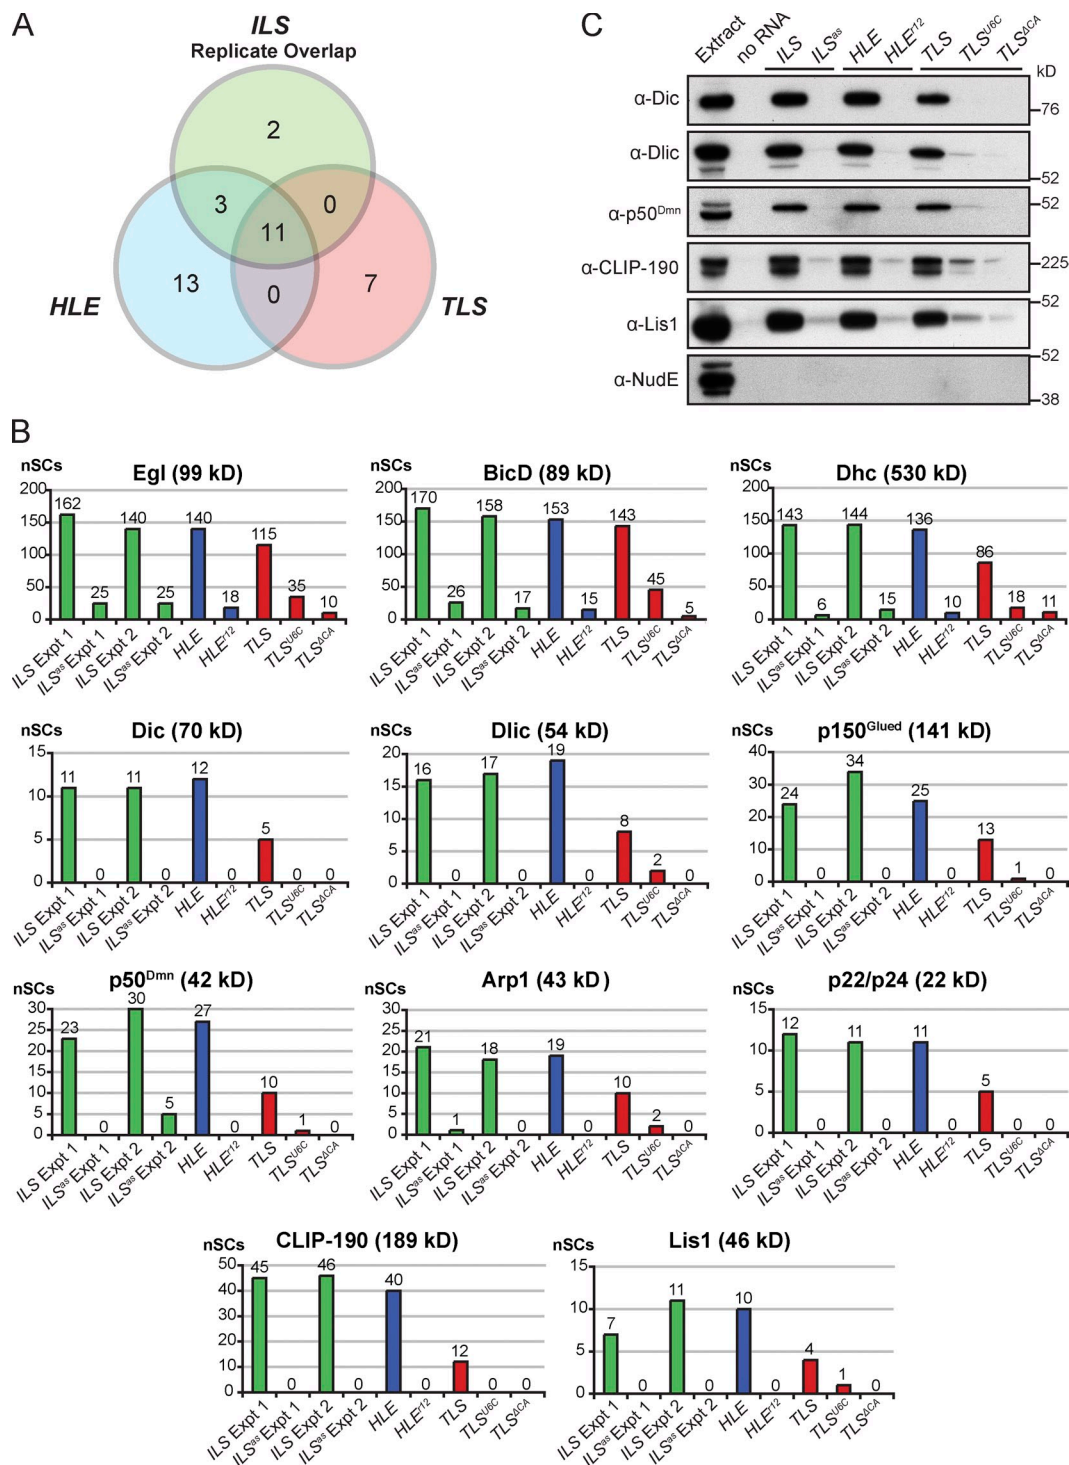 A
ILS
Replicate Overlap
2
3
0
11
13
0
7
HLE
TLS
C
Extract
no RNA
ILS
ILSas
HLE
HLEr12
TLS
TLSU6C
TLSΔCA
kD
α-Dic
76
α-Dlic
52
α-p50Dmn
52
α-CLIP-190
225
α-Lis1
52
α-NudE
52
38
B
nSCs
Egl (99 kD)
200
150
100
50
0
162
25
140
25
140
18
115
35
10
ILS Expt 1
ILSas Expt 1
ILS Expt 2
ILSas Expt 2
HLE
HLEr12
TLS
TLSU6C
TLSΔCA
nSCs
BicD (89 kD)
200
150
100
50
0
170
26
158
17
153
15
143
45
5
ILS Expt 1
ILSas Expt 1
ILS Expt 2
ILSas Expt 2
HLE
HLEr12
TLS
TLSU6C
TLSΔCA
nSCs
Dhc (530 kD)
200
150
100
50
0
143
6
144
15
136
10
86
18
11
ILS Expt 1
ILSas Expt 1
ILS Expt 2
ILSas Expt 2
HLE
HLEr12
TLS
TLSU6C
TLSΔCA
nSCs
Dic (70 kD)
15
10
5
0
11
0
11
0
12
0
5
0
0
ILS Expt 1
ILSas Expt 1
ILS Expt 2
ILSas Expt 2
HLE
HLEr12
TLS
TLSU6C
TLSΔCA
nSCs
Dlic (54 kD)
20
15
10
5
0
16
0
17
0
19
0
8
2
0
ILS Expt 1
ILSas Expt 1
ILS Expt 2
ILSas Expt 2
HLE
HLEr12
TLS
TLSU6C
TLSΔCA
nSCs
p150Glued (141 kD)
40
30
20
10
0
24
0
34
0
25
0
13
1
0
ILS Expt 1
ILSas Expt 1
ILS Expt 2
ILSas Expt 2
HLE
HLEr12
TLS
TLSU6C
TLSΔCA
nSCs
p50Dmn (42 kD)
30
25
20
15
10
5
0
23
0
30
5
27
0
10
1
0
ILS Expt 1
ILSas Expt 1
ILS Expt 2
ILSas Expt 2
HLE
HLEr12
TLS
TLSU6C
TLSΔCA
nSCs
Arp1 (43 kD)
30
25
20
15
10
5
0
21
1
18
0
19
0
10
2
0
ILS Expt 1
ILSas Expt 1
ILS Expt 2
ILSas Expt 2
HLE
HLEr12
TLS
TLSU6C
TLSΔCA
nSCs
p22/p24 (22 kD)
15
10
5
0
12
0
11
0
11
0
5
0
0
ILS Expt 1
ILSas Expt 1
ILS Expt 2
ILSas Expt 2
HLE
HLEr12
TLS
TLSU6C
TLSΔCA
nSCs
CLIP-190 (189 kD)
50
40
30
20
10
0
45
0
46
0
40
0
12
0
0
ILS Expt 1
ILSas Expt 1
ILS Expt 2
ILSas Expt 2
HLE
HLEr12
TLS
TLSU6C
TLSΔCA
nSCs
Lis1 (46 kD)
15
10
5
0
7
0
11
0
10
0
4
1
0
ILS Expt 1
ILSas Expt 1
ILS Expt 2
ILSas Expt 2
HLE
HLEr12
TLS
TLSU6C
TLSΔCA